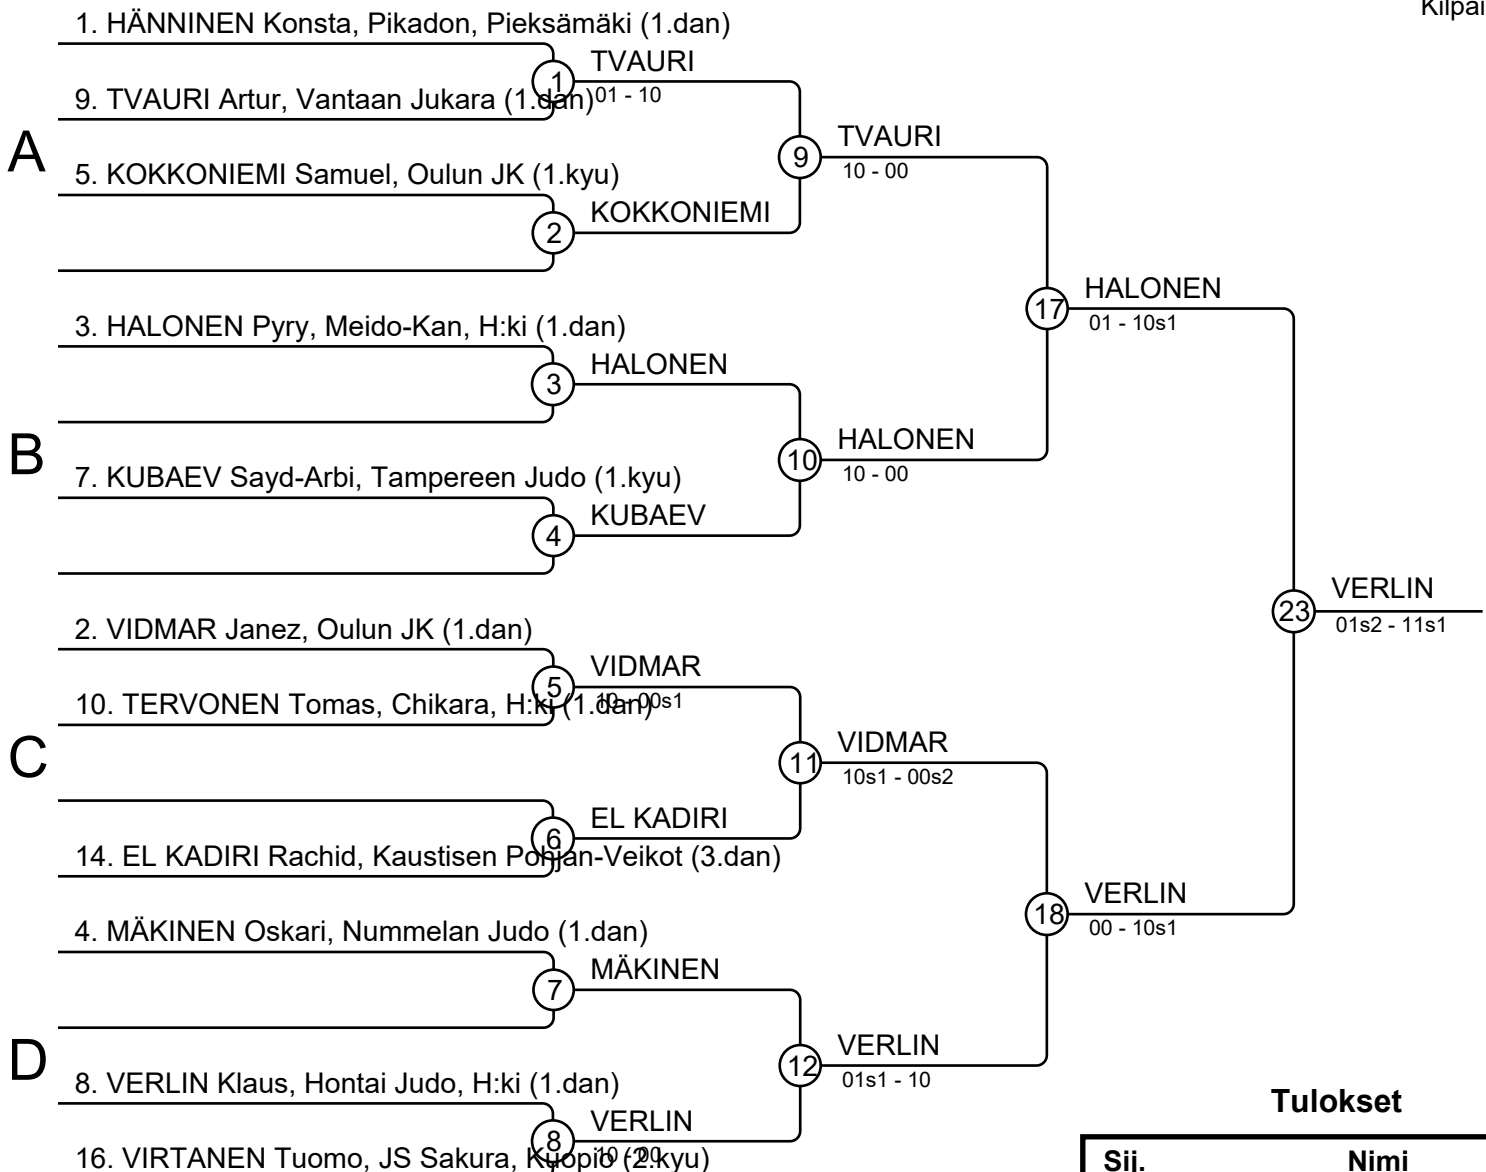 Kilpai
1. HÄNNINEN Konsta, Pikadon, Pieksämäki (1.dan)
1
TVAURI
01 - 10
9. TVAURI Artur, Vantaan Jukara (1.dan)
A
9
TVAURI
10 - 00
5. KOKKONIEMI Samuel, Oulun JK (1.kyu)
2
KOKKONIEMI
17
HALONEN
01 - 10s1
3. HALONEN Pyry, Meido-Kan, H:ki (1.dan)
3
HALONEN
B
10
HALONEN
10 - 00
7. KUBAEV Sayd-Arbi, Tampereen Judo (1.kyu)
4
KUBAEV
23
VERLIN
01s2 - 11s1
2. VIDMAR Janez, Oulun JK (1.dan)
5
VIDMAR
10 - 00s1
10. TERVONEN Tomas, Chikara, H:ki (1.dan)
C
11
VIDMAR
10s1 - 00s2
6
EL KADIRI
14. EL KADIRI Rachid, Kaustisen Pohjan-Veikot (3.dan)
18
VERLIN
00 - 10s1
4. MÄKINEN Oskari, Nummelan Judo (1.dan)
7
MÄKINEN
D
12
VERLIN
01s1 - 10
8. VERLIN Klaus, Hontai Judo, H:ki (1.dan)
8
VERLIN
10 - 00
16. VIRTANEN Tuomo, JS Sakura, Kuopio (2.kyu)
Tulokset
Sij. Nimi